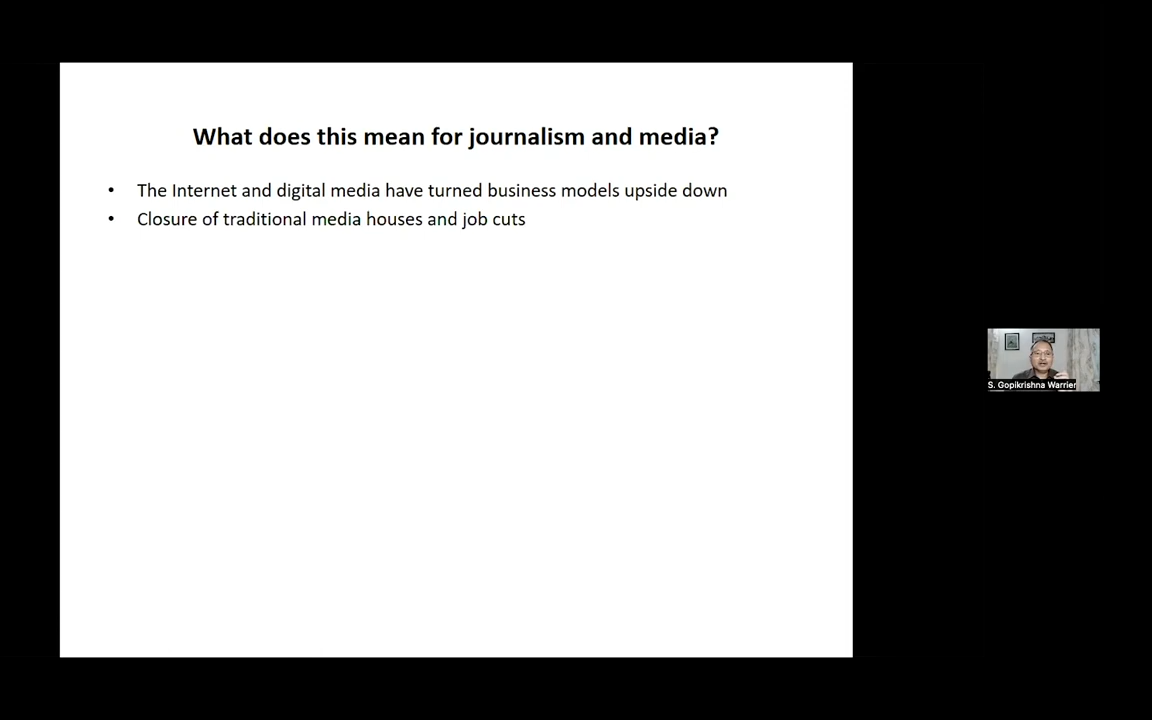 What does this mean for journalism and media?
• The Internet and digital media have turned business models upside down
• Closure of traditional media houses and job cuts
S. Gopikrishna Warrier